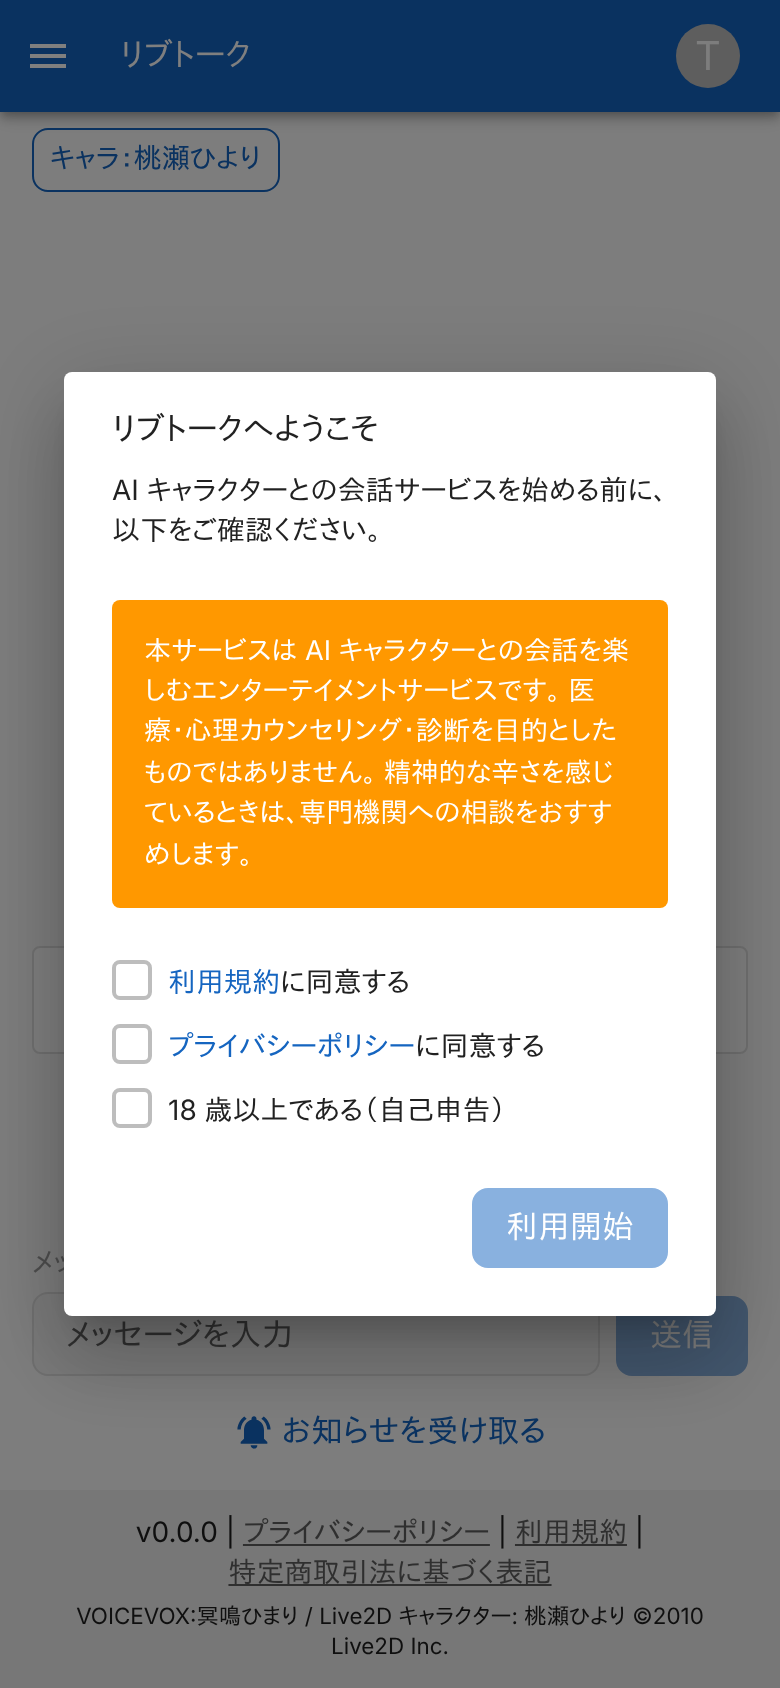 リブトーク
T
キャラ:桃瀬ひより
リブトークへようこそ
AI キャラクターとの会話サービスを始める前に、
以下をご確認ください。
本サービスは AI キャラクターとの会話を楽
しむエンターテイメントサービスです。医
療・心理カウンセリング・診断を目的とした
ものではありません。精神的な辛さを感じ
ているときは、専門機関への相談をおすす
めします。
利用規約に同意する
プライバシーポリシーに同意する
18 歳以上である(自己申告)
利用開始
メッセージを入力
送信
お知らせを受け取る
v0.0.0 | プライバシーポリシー | 利用規約 |
特定商取引法に基づく表記
VOICEVOX:冥鳴ひまり / Live2D キャラクター: 桃瀬ひより ©2010
Live2D Inc.